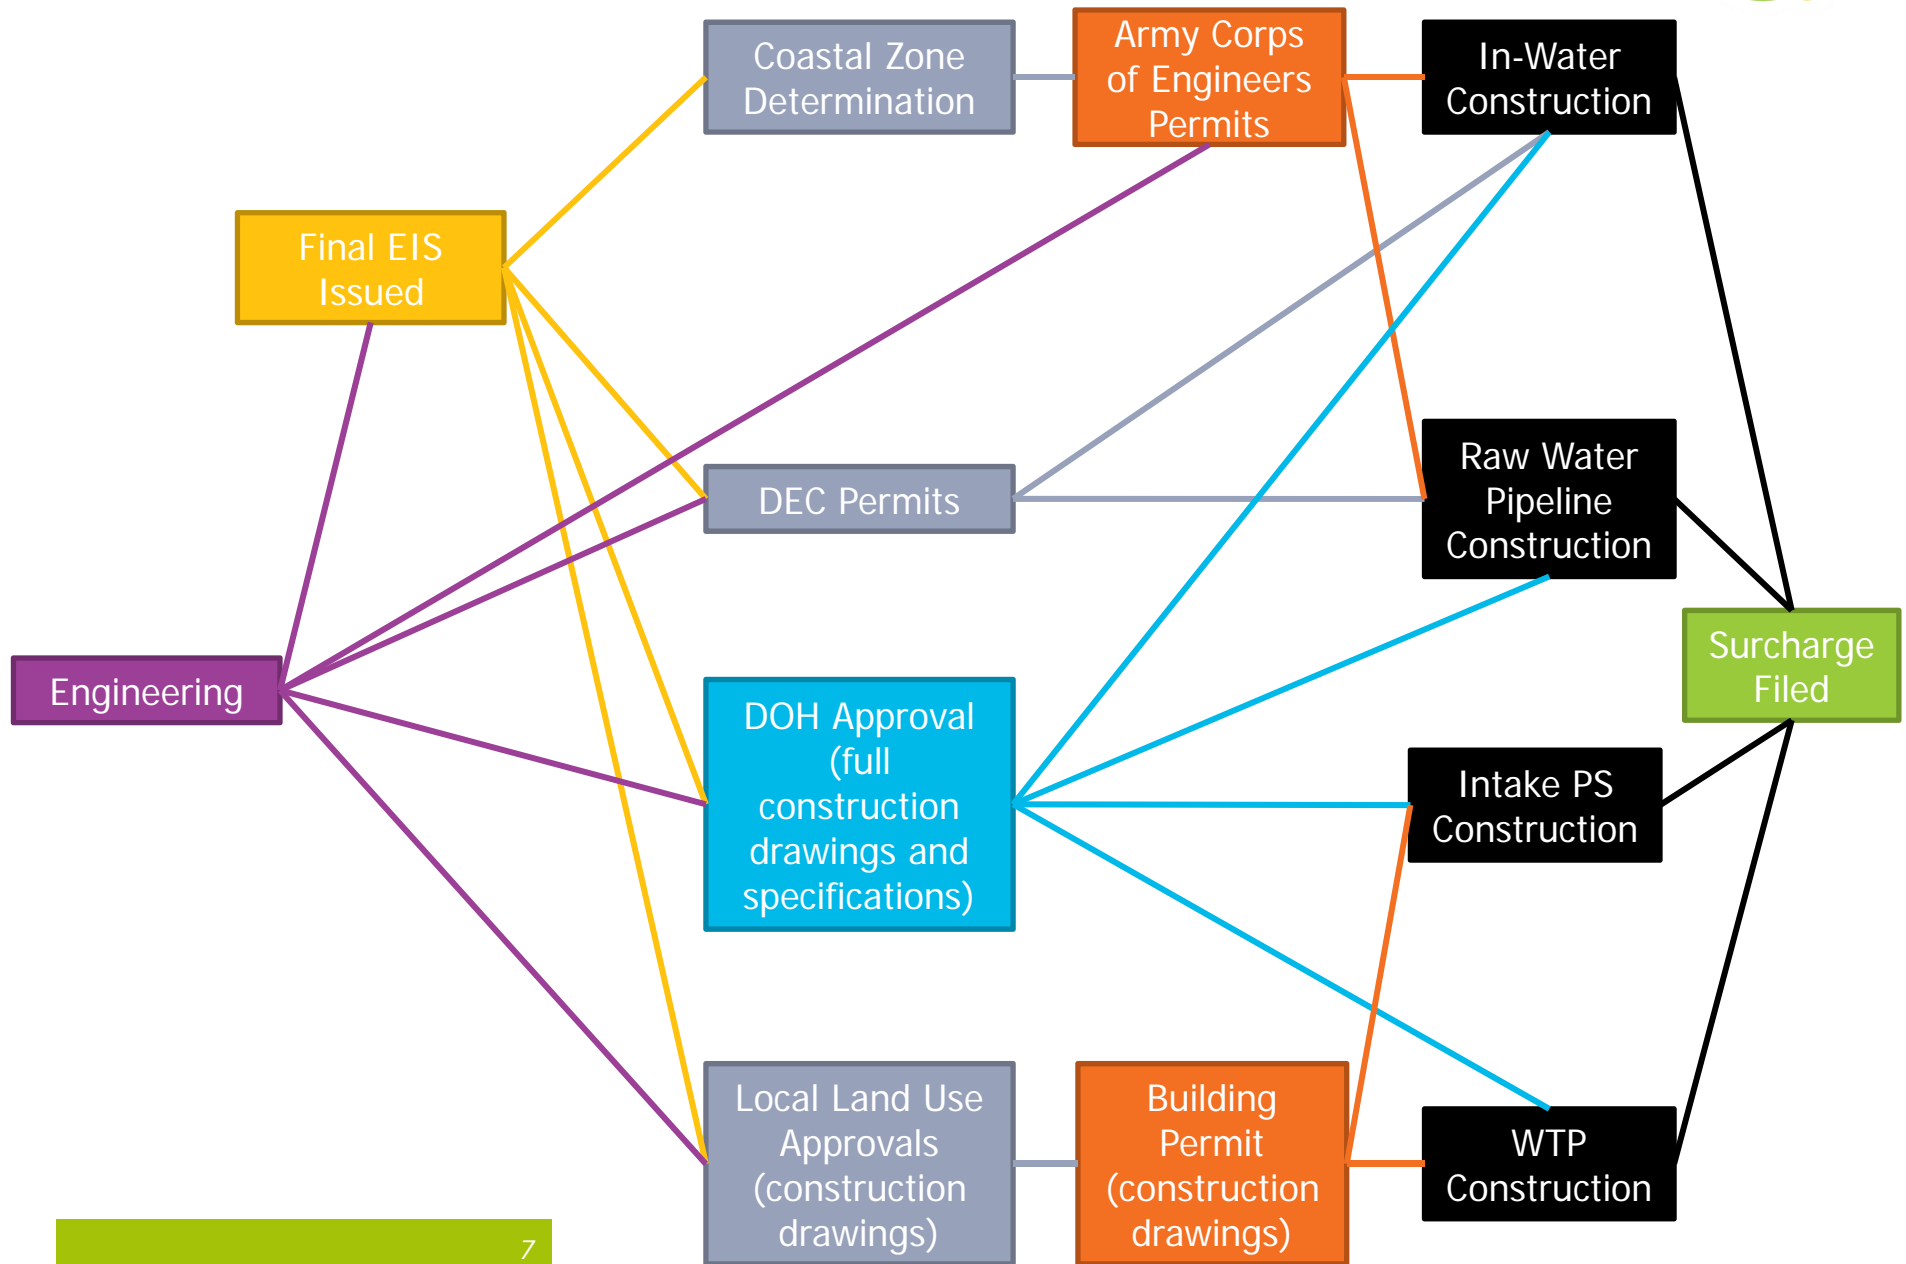 Coastal Zone
Determination
Army Corps
of Engineers
Permits
In-Water
Construction
Final EIS
Issued
DEC Permits
Raw Water
Pipeline
Construction
Engineering
DOH Approval
(full
construction
drawings and
specifications)
Surcharge
Filed
Intake PS
Construction
Local Land Use
Approvals
(construction
drawings)
Building
Permit
(construction
drawings)
WTP
Construction
7